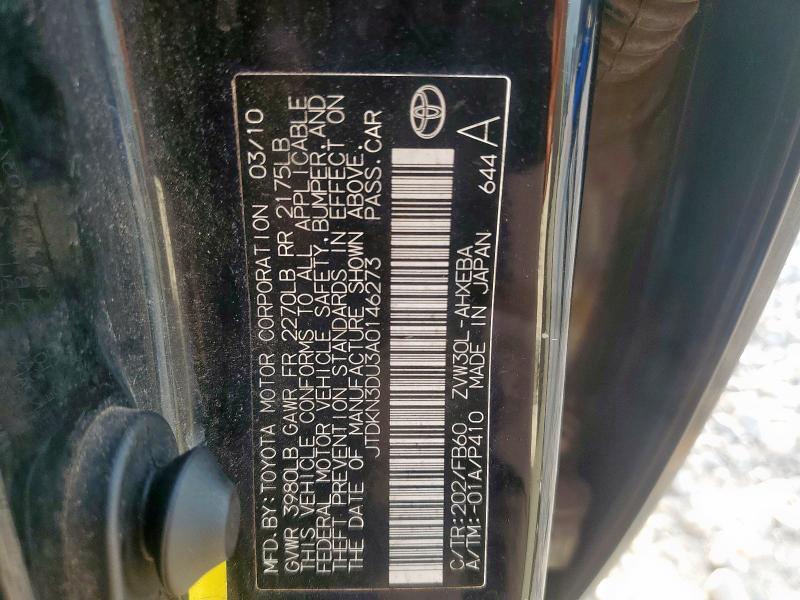 MFD. BY: TOYOTA MOTOR CORPORATION 03/10
GVWR 3980LB GAWR FR 2270LB RR 2175LB
THIS VEHICLE CONFORMS TO ALL APPLICABLE
FEDERAL MOTOR VEHICLE SAFETY, BUMPER, AND
THEFT PREVENTION STANDARDS IN EFFECT ON
THE DATE OF MANUFACTURE SHOWN ABOVE.
JTDKN3DU3A0146273 PASS. CAR
C/TR: 202/FB60 ZVW30L-AHXEBA 644
A/TM: -01A/P410 MADE IN JAPAN A